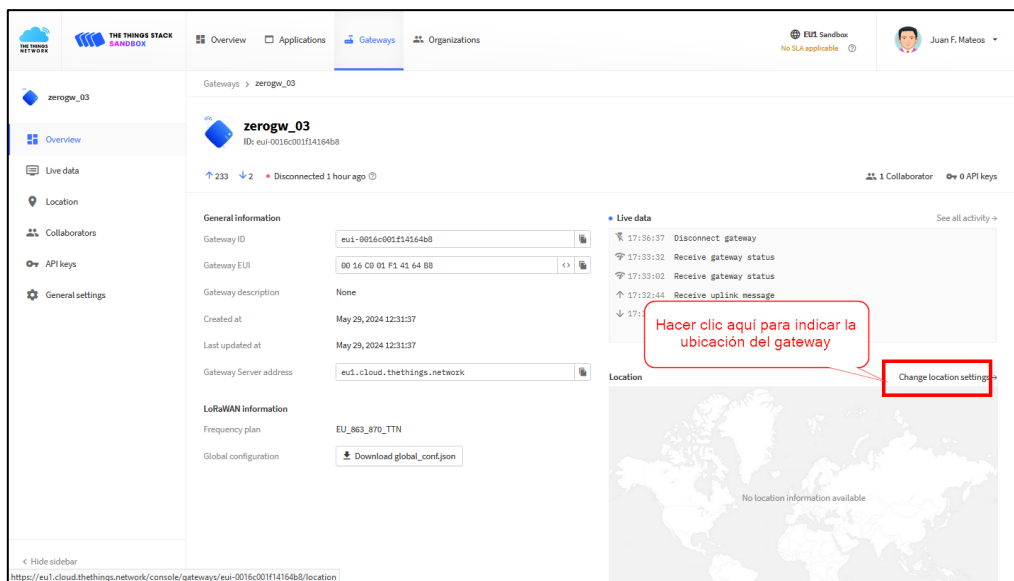 THE THINGS NETWORK
THE THINGS STACK
SANDBOX
Overview
Applications
Gateways
Organizations
EU1 Sandbox
No SLA applicable
Juan F. Mateos
zerogw_03
Gateways > zerogw_03
zerogw_03
ID: eui-0016c001f14164b8
Overview
Live data
Location
Collaborators
API keys
General settings
↑ 233 ↓ 2 • Disconnected 1 hour ago
1 Collaborator
0 API keys
General information
Gateway ID
eui-0016c001f14164b8
Gateway EUI
00 16 C0 01 F1 41 64 B8
<>
Gateway description
None
Created at
May 29, 2024 12:31:37
Last updated at
May 29, 2024 12:31:37
Gateway Server address
eu1.cloud.thethings.network
LoRaWAN information
Frequency plan
EU_863_870_TTN
Global configuration
Download global_conf.json
• Live data
See all activity →
17:36:37 Disconnect gateway
17:33:32 Receive gateway status
17:33:02 Receive gateway status
↑ 17:32:44 Receive uplink message
Hacer clic aquí para indicar la
ubicación del gateway
Location
Change location settings→
No location information available
< Hide sidebar
https://eu1.cloud.thethings.network/console/gateways/eui-0016c001f14164b8/location